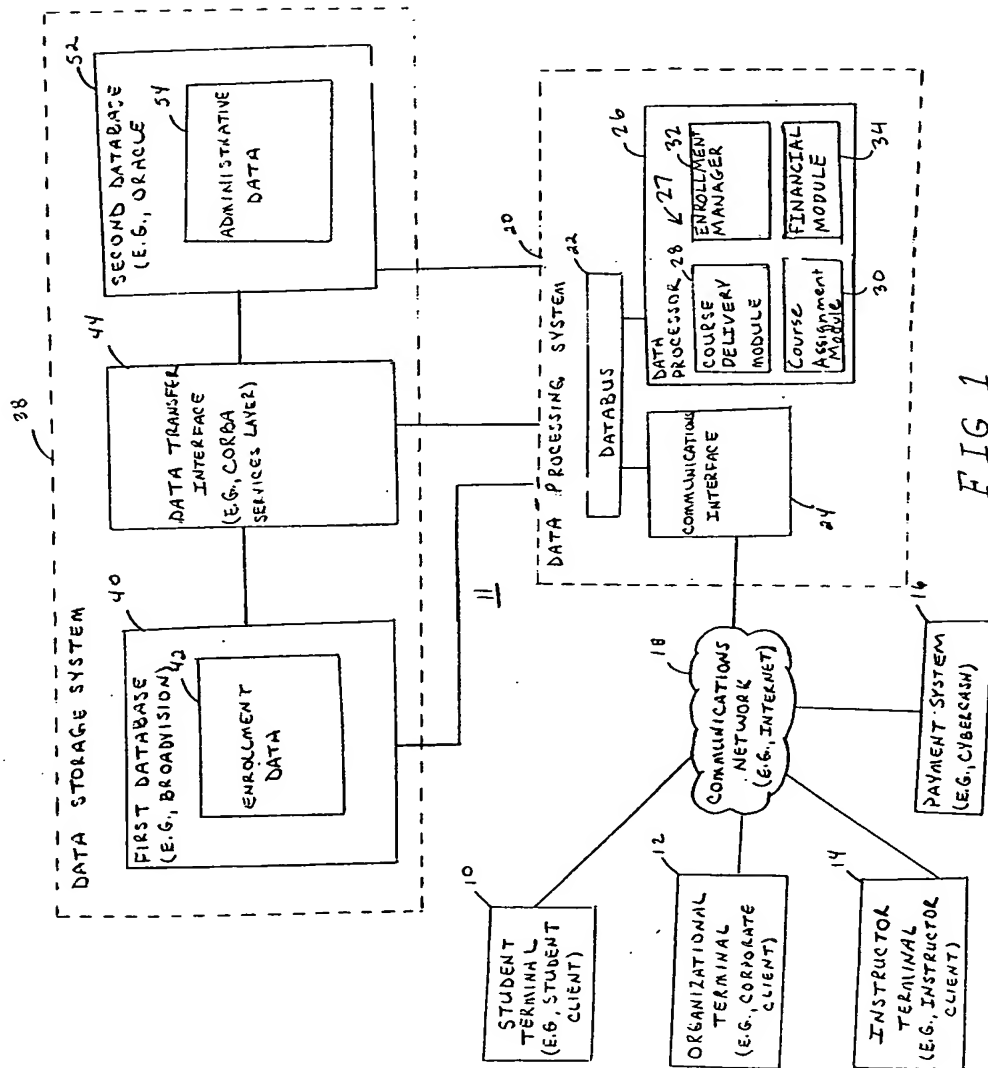 38
DATA STORAGE SYSTEM
40
FIRST DATABASE
(E.G., BROADVISION)
42
ENROLLMENT
DATA
44
DATA TRANSFER
INTERFACE
(E.G., CORBA
SERVICES LAYER)
52
SECOND DATABASE
(E.G., ORACLE)
54
ADMINISTRATIVE
DATA
11
20
DATA PROCESSING SYSTEM
22
DATABUS
COMMUNICATIONS
INTERFACE
24
26
DATA
PROCESSOR
27
28
COURSE
DELIVERY
MODULE
32
ENROLLMENT
MANAGER
Course
Assignment
Module
30
FINANCIAL
MODULE
34
18
COMMUNICATIONS
NETWORK
(E.G., INTERNET)
10
STUDENT
TERMINAL
(E.G., STUDENT
CLIENT)
12
ORGANIZATIONAL
TERMINAL
(E.G., CORPORATE
CLIENT)
14
INSTRUCTOR
TERMINAL
(E.G., INSTRUCTOR
CLIENT)
16
PAYMENT SYSTEM
(E.G., CYBERCASH)
FIG 1